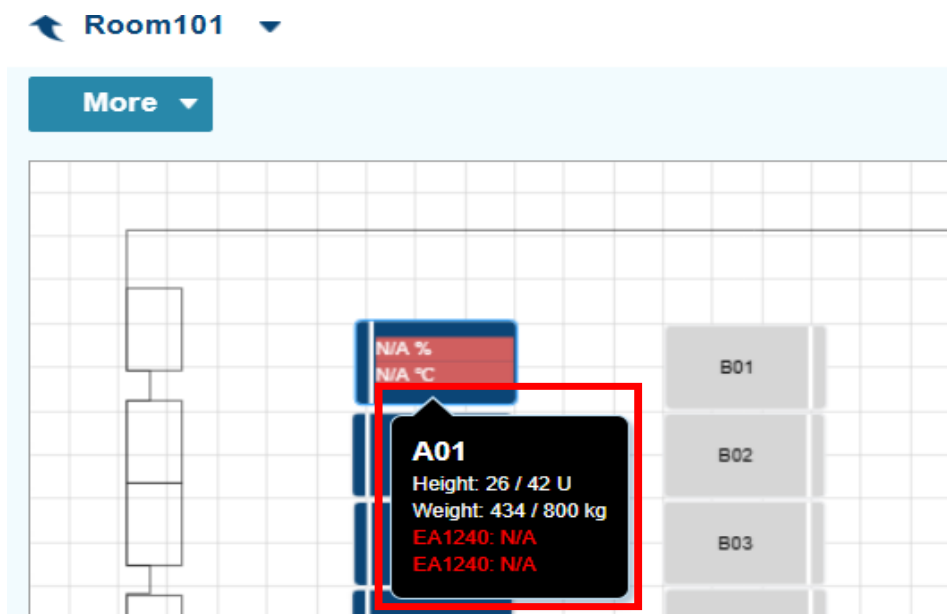 Room101
More
N/A %
N/A °C
A01
Height: 26 / 42 U
Weight: 434 / 800 kg
EA1240: N/A
EA1240: N/A
B01
B02
B03